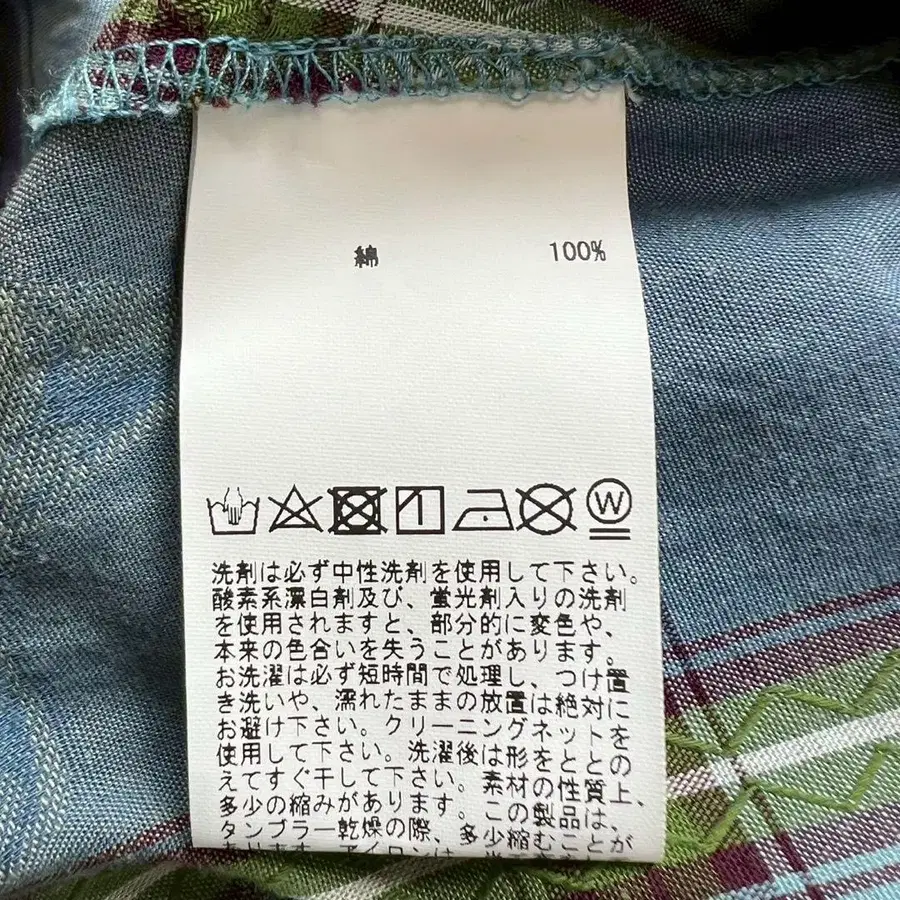 綿 100%
W
洗剤は必ず中性洗剤を使用して下さい。
酸素系漂白剤及び、蛍光剤入りの洗剤
を使用されますと、部分的に変色や、
本来の色合いを失うことがあります。
お洗濯は必ず短時間で処理し、つけ置
き洗いや、濡れたままの放置は絶対に
お避け下さい。クリーニングネットを
使用して下さい。洗濯後は形をととの
えてすぐ干して下さい。素材の性質上、
多少の縮みがあります。この製品は、
タンブラー乾燥の際、多少縮むことが